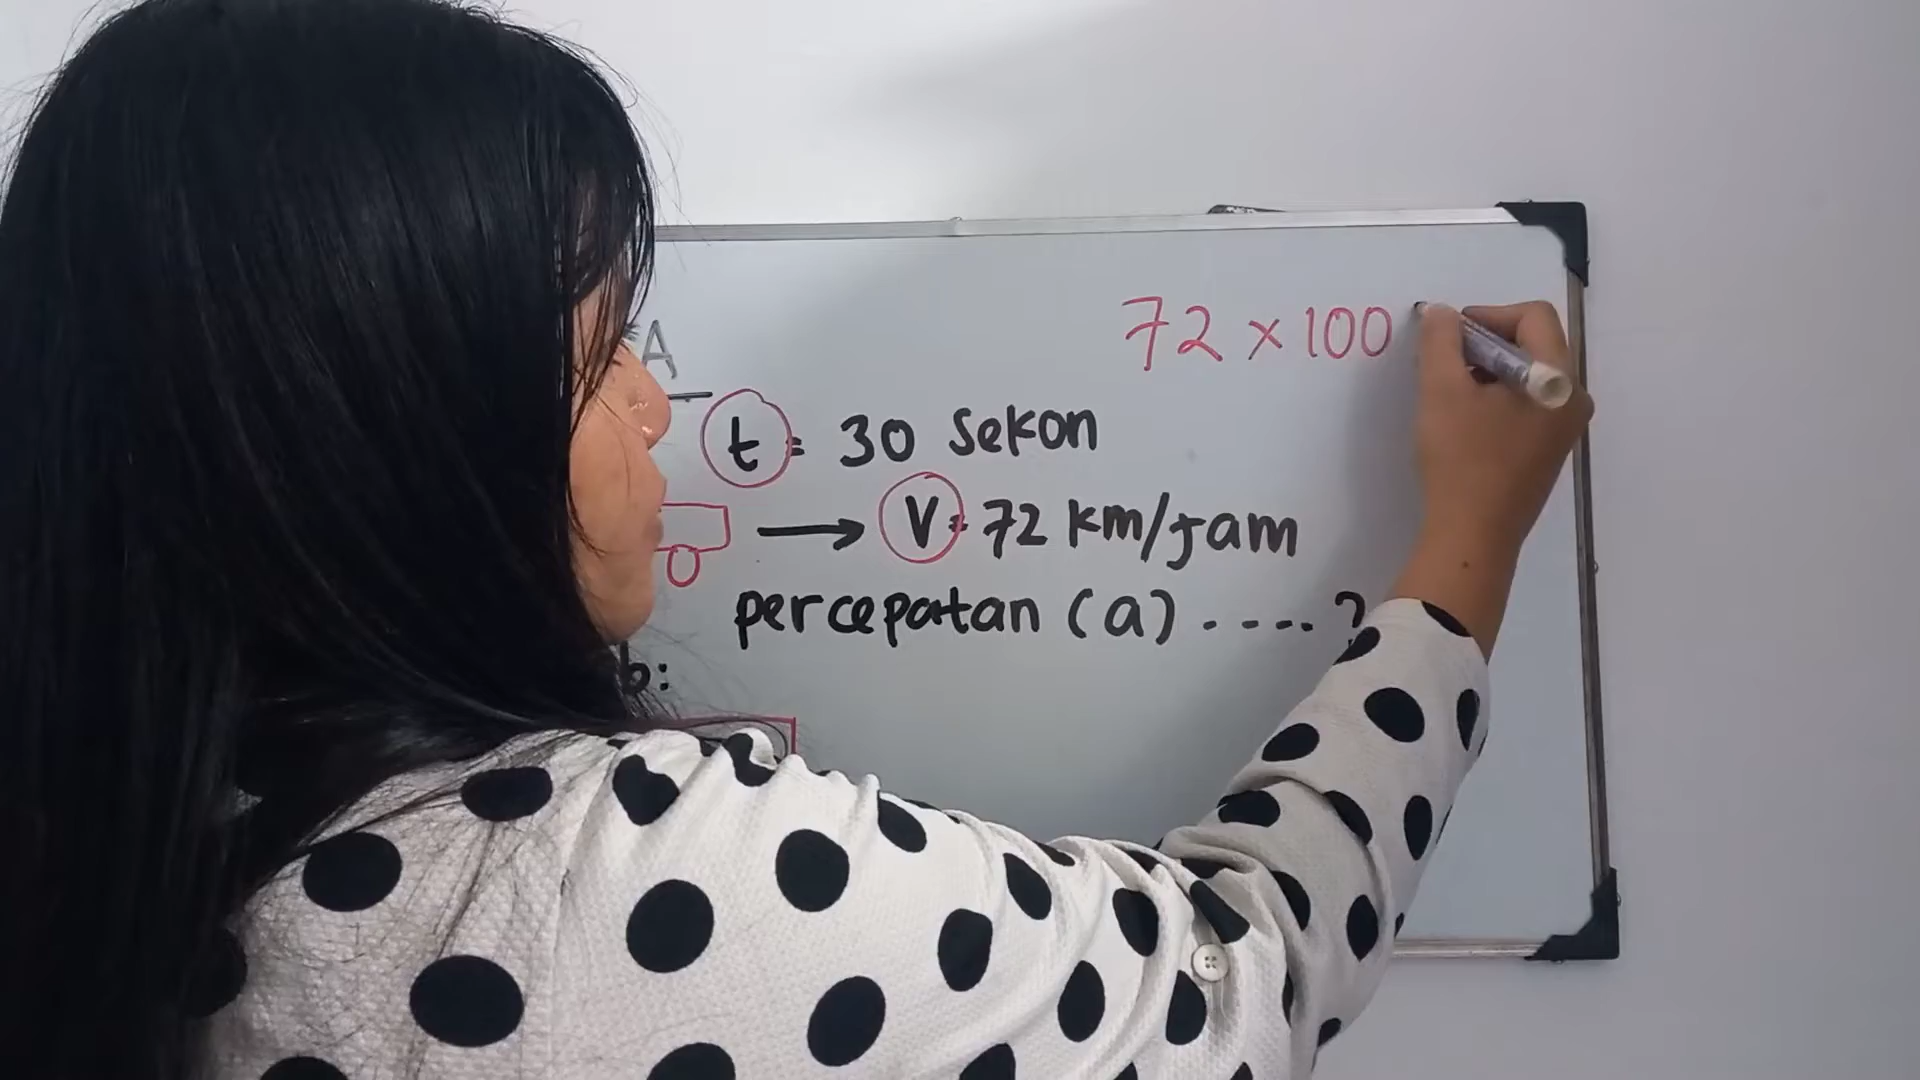 72 × 100
A
t = 30 Sekon
V = 72 km/jam
percepatan (a) ....?
b: